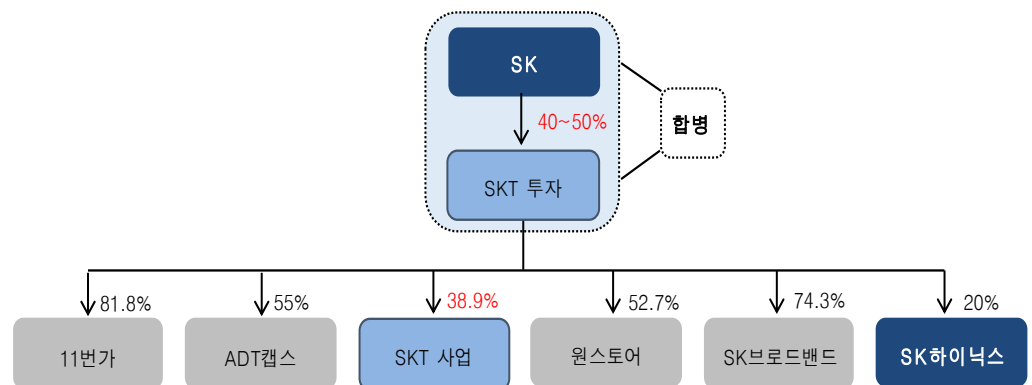 SK
40~50%
합병
SKT 투자
81.8%
55%
38.9%
52.7%
74.3%
20%
11번가
ADT캡스
SKT 사업
원스토어
SK브로드밴드
SK하이닉스